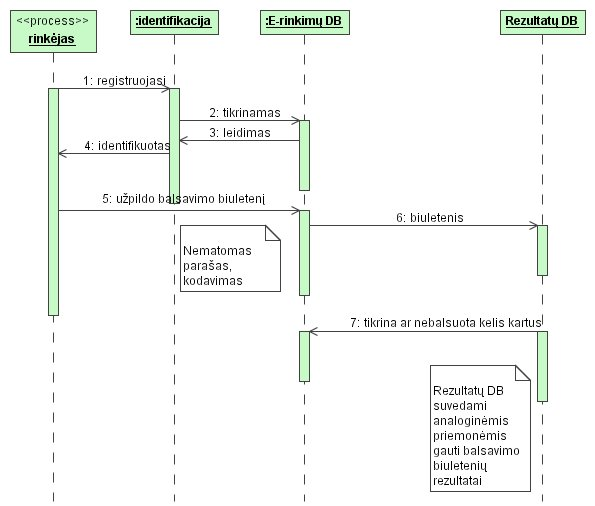 <<process>>
rinkėjas
:identifikacija
:E-rinkimų DB
Rezultatų DB
1: registruojasi
2: tikrinamas
3: leidimas
4: identifikuotas
5: užpildo balsavimo biuletenį
6: biuletenis
Nematomas
parašas,
kodavimas
7: tikrina ar nebalsuota kelis kartus
Rezultatų DB
suvedami
analoginėmis
priemonėmis
gauti balsavimo
biuletenių
rezultatai